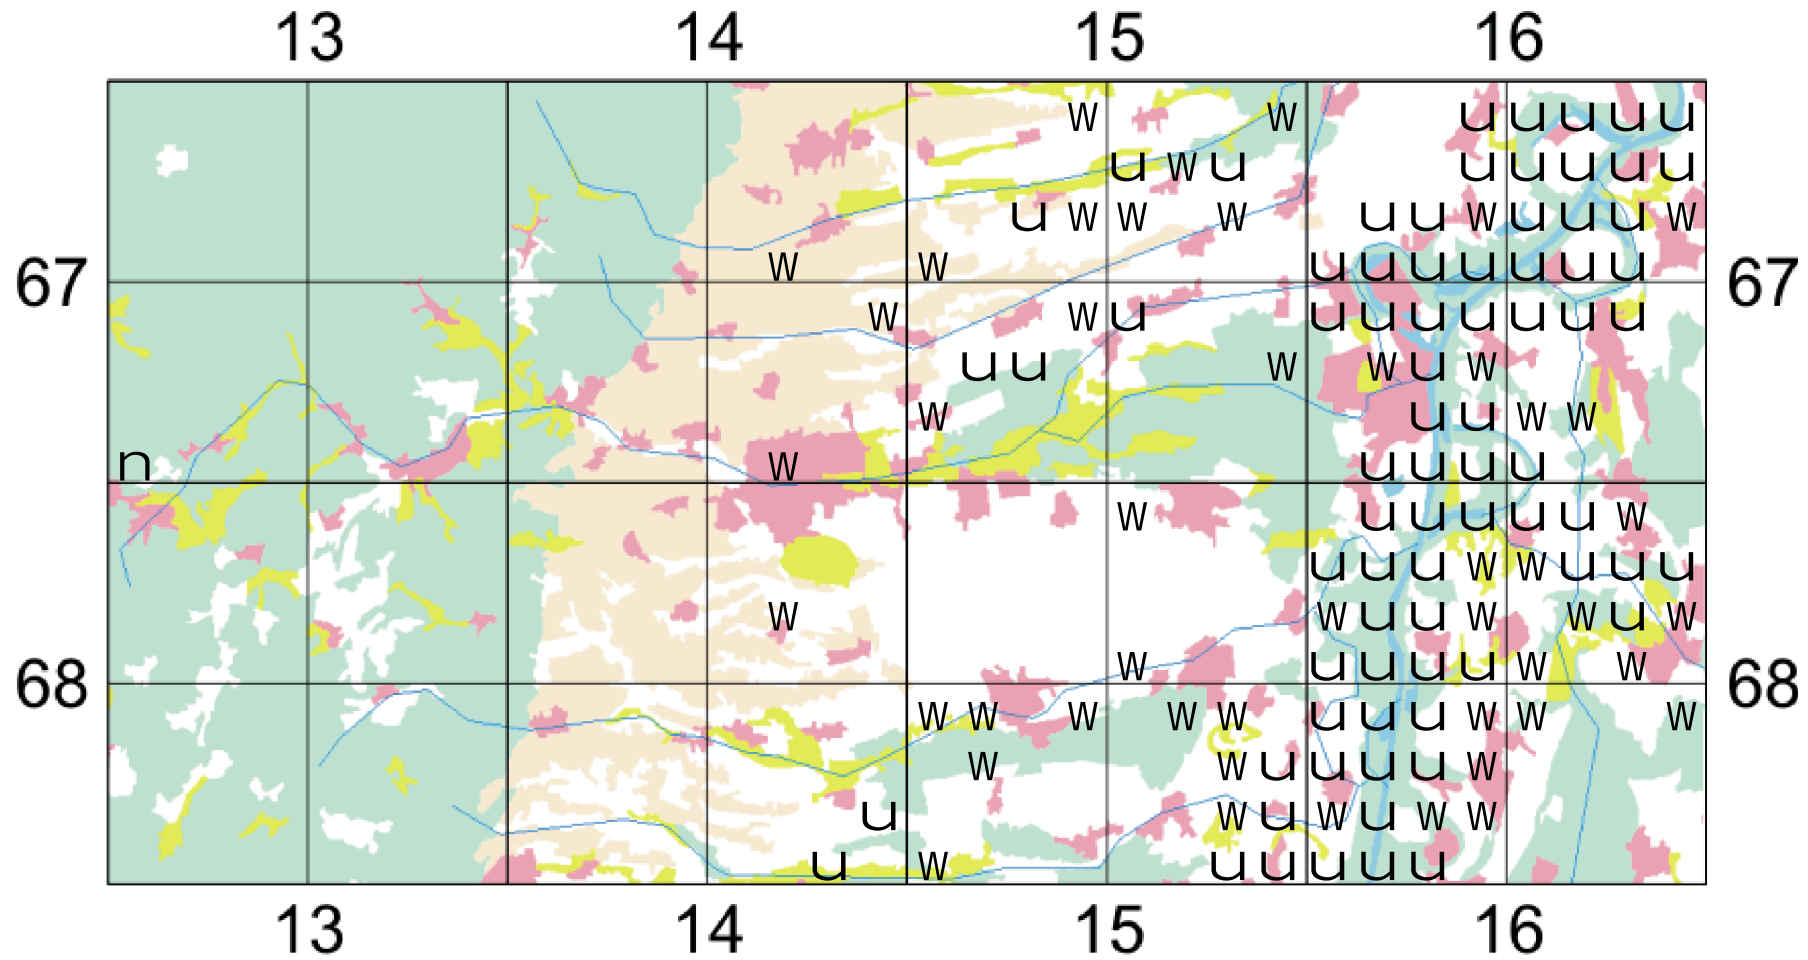 13 14 15 16
w w u u u u u
u w u u u u u u
u w w w u u w u u u w
67 w w u u u u u u u 67
w w u u u u u u u u
u u w w u w
w u u w w
n w u u u u
w u u u u u w
u u u w w u u u
w w u u w w u w
w u u u u w w
68 w w w w w u u u w w w 68
w w u u u u w
u w u w u w w
u w u u u u u
13 14 15 16